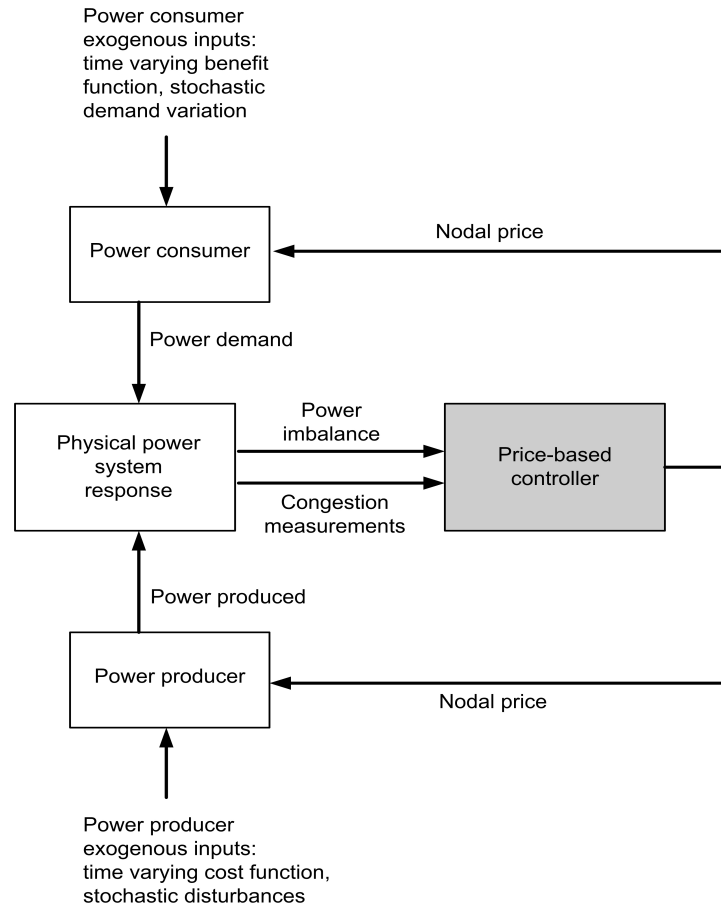 Power consumer
exogenous inputs:
time varying benefit
function, stochastic
demand variation
Power consumer
Nodal price
Power demand
Physical power
system
response
Power
imbalance
Congestion
measurements
Price-based
controller
Power produced
Power producer
Nodal price
Power producer
exogenous inputs:
time varying cost function,
stochastic disturbances